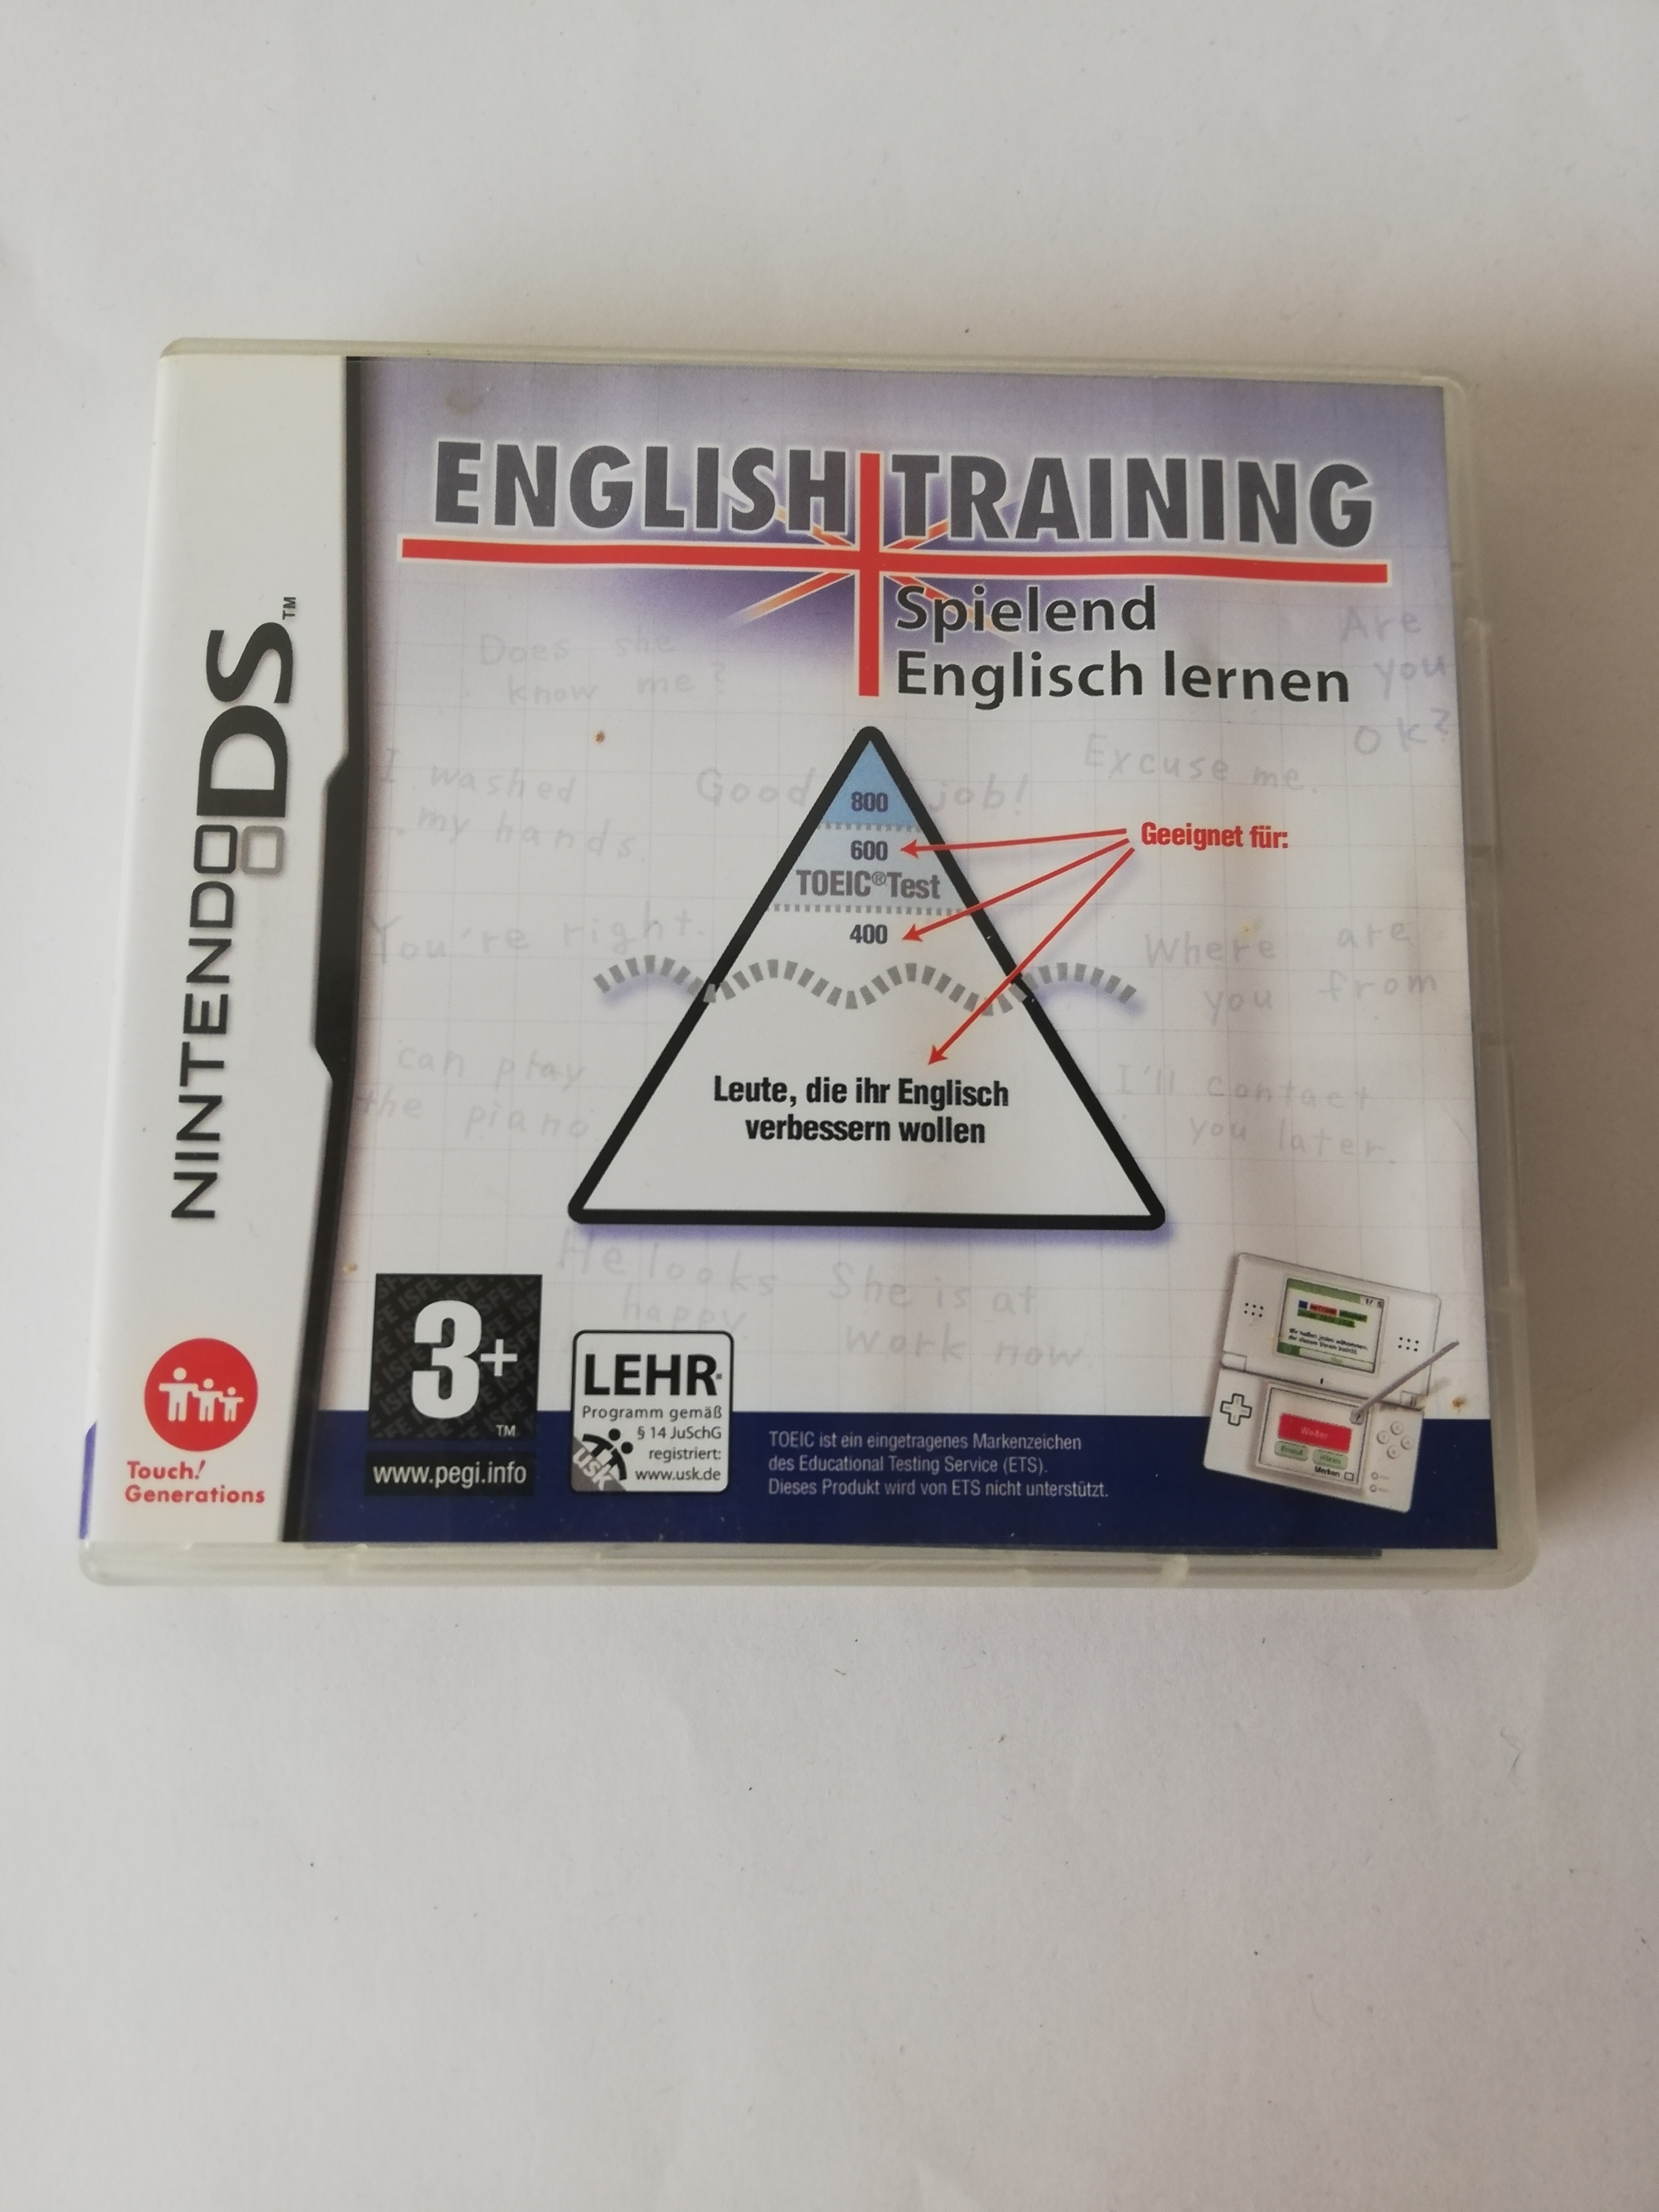 ENGLISH TRAINING
Spielend
Englisch lernen
NINTENDO DS™
Does she
know me?
Are
you
ok?
I washed
my hands.
Good job!
Excuse me.
800
600
TOEIC® Test
400
Geeignet für:
You're right.
Where are
you from
can play
the piano
I'll contact
you later.
Leute, die ihr Englisch
verbessern wollen
He looks
happy
She is at
work now
3+
™
www.pegi.info
LEHR-
Programm gemäß
§ 14 JuSchG
registriert:
www.usk.de
usk
TOEIC ist ein eingetragenes Markenzeichen
des Educational Testing Service (ETS).
Dieses Produkt wird von ETS nicht unterstützt.
Weiter
Merken
Touch!
Generations